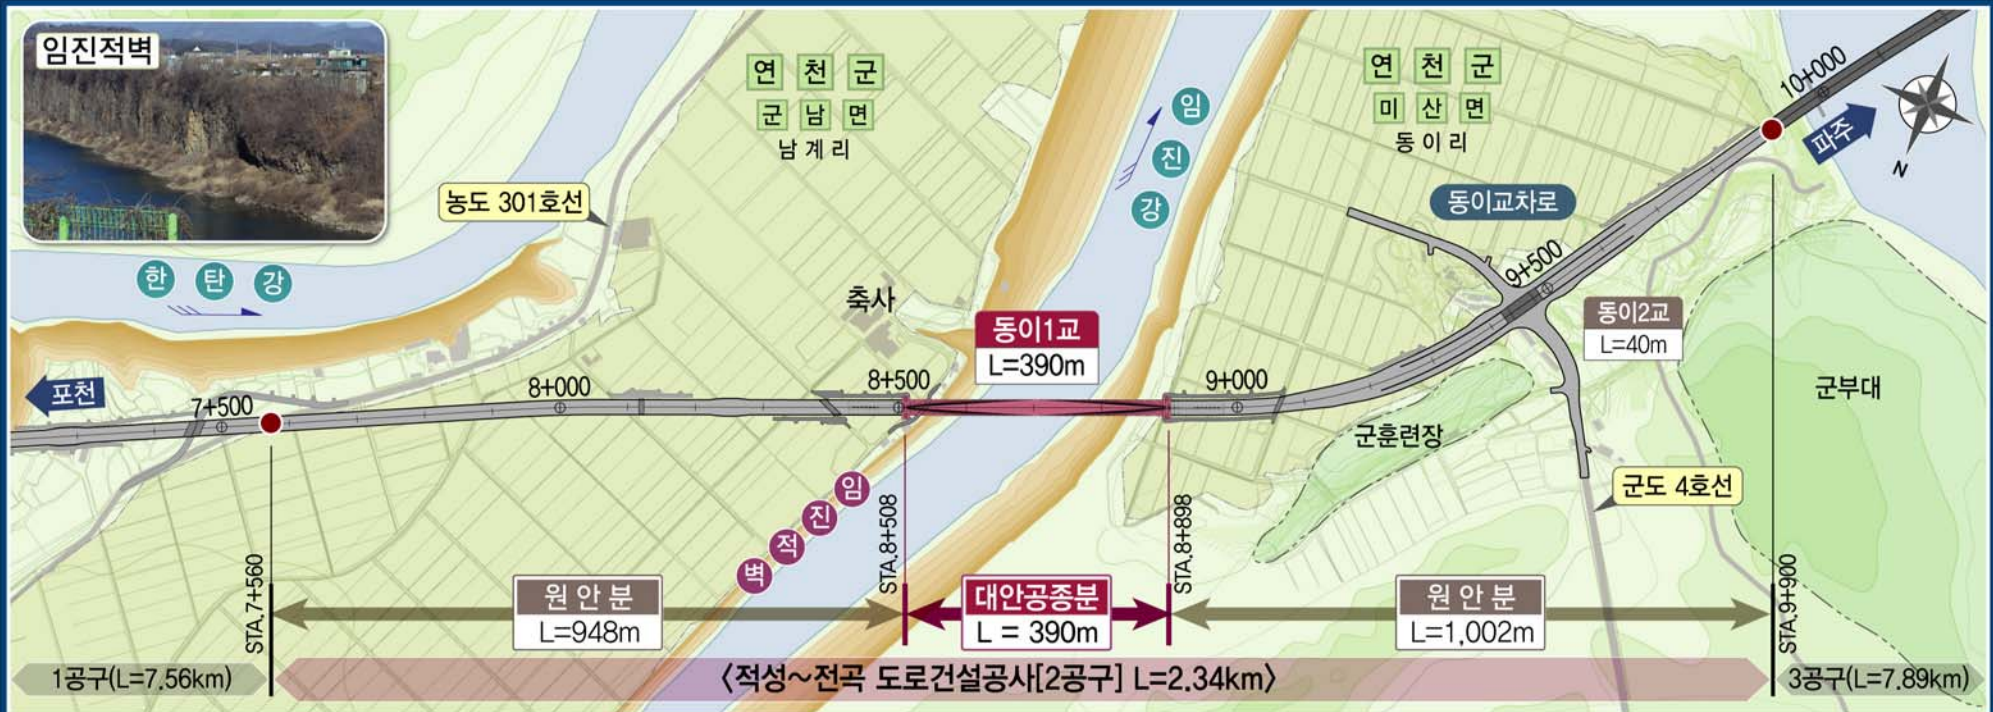 임진적벽
연천군
군남면
남계리
연천군
미산면
동이리
임진강
10+000
파주
N
농도 301호선
동이교차로
한탄강
축사
9+500
동이1교
L=390m
동이2교
L=40m
포천
7+500
8+000
8+500
9+000
군부대
군훈련장
군도 4호선
임진적벽
STA.7+560
STA.8+508
STA.8+898
STA.9+900
원안분
L=948m
대안공종분
L = 390m
원안분
L=1,002m
1공구(L=7.56km)
〈적성~전곡 도로건설공사[2공구] L=2.34km〉
3공구(L=7.89km)